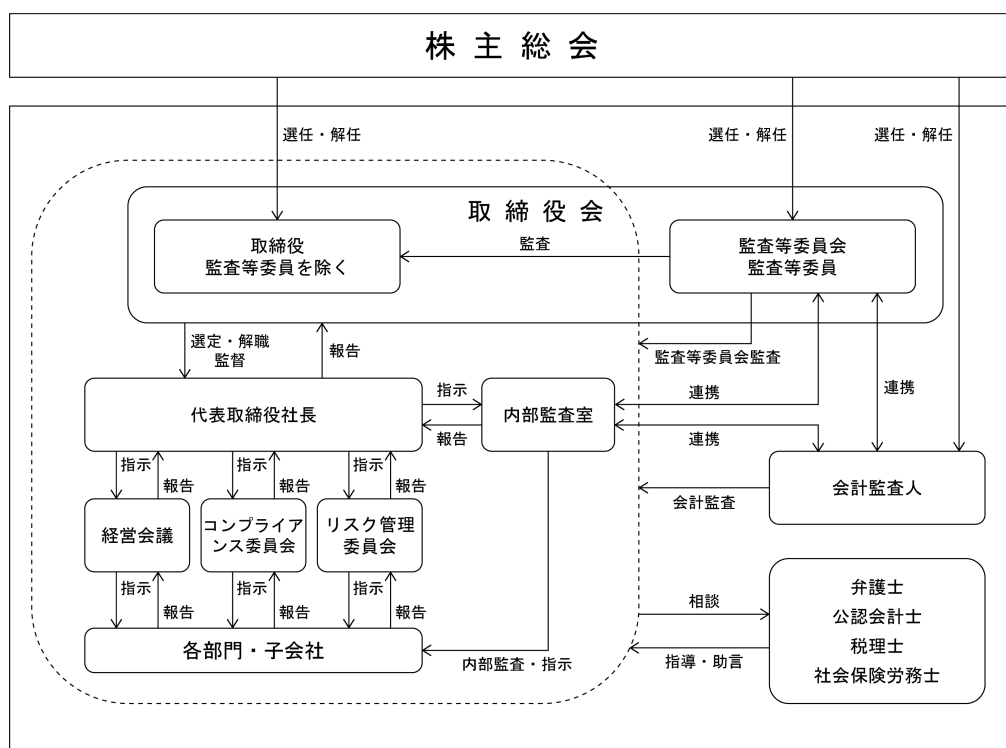 株主総会
選任・解任
選任・解任
選任・解任
取締役会
取締役
監査等委員を除く
監査
監査等委員会
監査等委員
選定・解職
監督
報告
監査等委員会監査
代表取締役社長
指示
報告
内部監査室
連携
連携
連携
指示
報告
指示
報告
指示
報告
会計監査人
会計監査
経営会議
コンプライア
ンス委員会
リスク管理
委員会
指示
報告
指示
報告
指示
報告
各部門・子会社
内部監査・指示
相談
指導・助言
弁護士
公認会計士
税理士
社会保険労務士